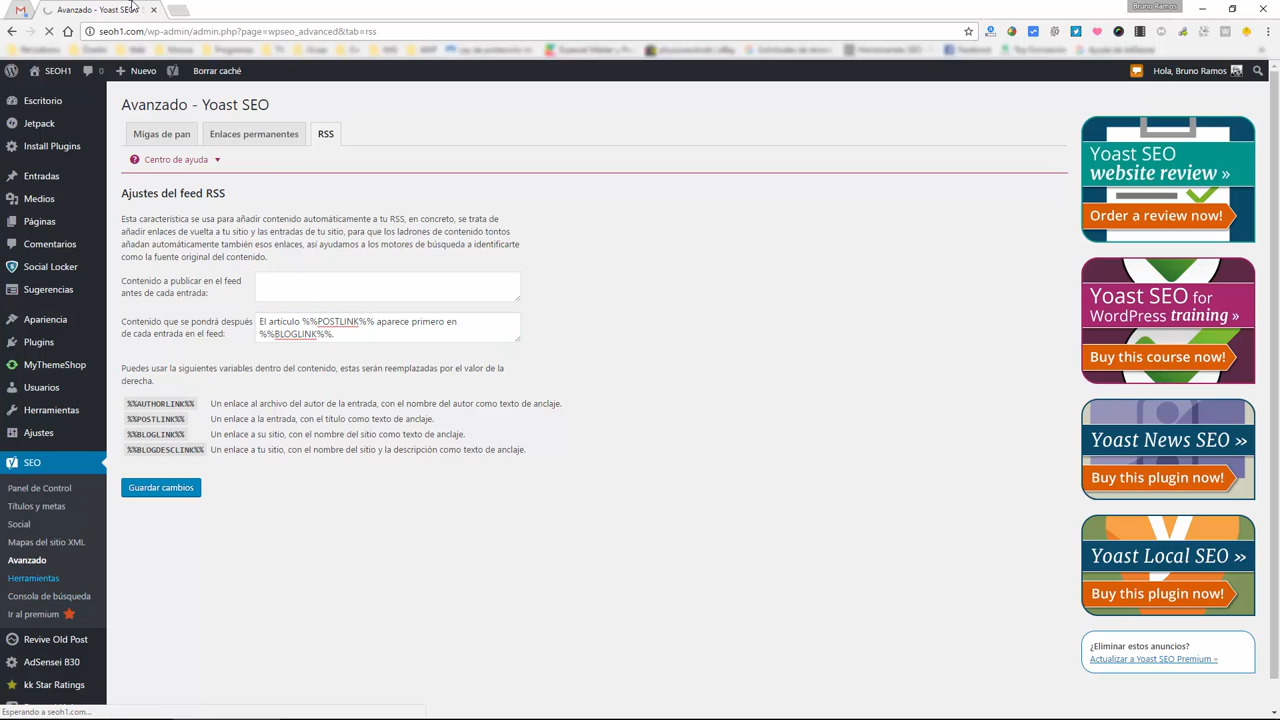 Avanzado - Yoast SEO
Bruno Ramos
seoh1.com/wp-admin/admin.php?page=wpseo_advanced&tab=rss
SEOH1
0
Nuevo
Borrar caché
Hola, Bruno Ramos
Escritorio
Jetpack
Install Plugins
Entradas
Medios
Páginas
Comentarios
Social Locker
Sugerencias
Apariencia
Plugins
MyThemeShop
Usuarios
Herramientas
Ajustes
SEO
Panel de Control
Títulos y metas
Social
Mapas del sitio XML
Avanzado
Herramientas
Consola de búsqueda
Ir al premium
Revive Old Post
AdSensei B30
kk Star Ratings
Esperando a seoh1.com...
Avanzado - Yoast SEO
Migas de pan
Enlaces permanentes
RSS
Centro de ayuda
Ajustes del feed RSS
Esta característica se usa para añadir contenido automáticamente a tu RSS, en concreto, se trata de
añadir enlaces de vuelta a tu sitio y las entradas de tu sitio, para que los ladrones de contenido tontos
añadan automáticamente también esos enlaces, así ayudamos a los motores de búsqueda a identificarte
como la fuente original del contenido.
Contenido a publicar en el feed
antes de cada entrada:
Contenido que se pondrá después
de cada entrada en el feed:
El artículo %%POSTLINK%% aparece primero en
%%BLOGLINK%%.
Puedes usar la siguientes variables dentro del contenido, estas serán reemplazadas por el valor de la
derecha.
%%AUTHORLINK%% Un enlace al archivo del autor de la entrada, con el nombre del autor como texto de anclaje.
%%POSTLINK%% Un enlace a la entrada, con el título como texto de anclaje.
%%BLOGLINK%% Un enlace a su sitio, con el nombre del sitio como texto de anclaje.
%%BLOGDESCLINK%% Un enlace a tu sitio, con el nombre del sitio y la descripción como texto de anclaje.
Guardar cambios
Yoast SEO
website review »
Order a review now!
Yoast SEO for
WordPress training »
Buy this course now!
Yoast News SEO »
Buy this plugin now!
Yoast Local SEO »
Buy this plugin now!
¿Eliminar estos anuncios?
Actualizar a Yoast SEO Premium »